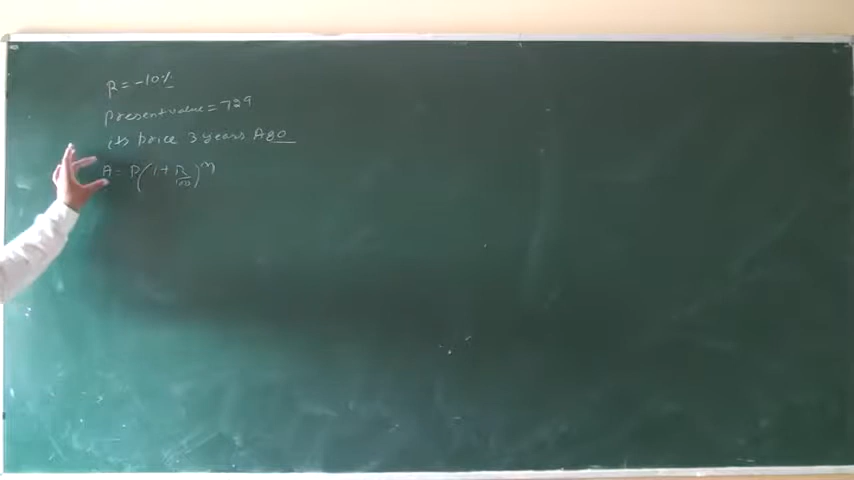 R = -10%
present value = 729
its price 3 years Ago
A = P(1 + R/100)^n